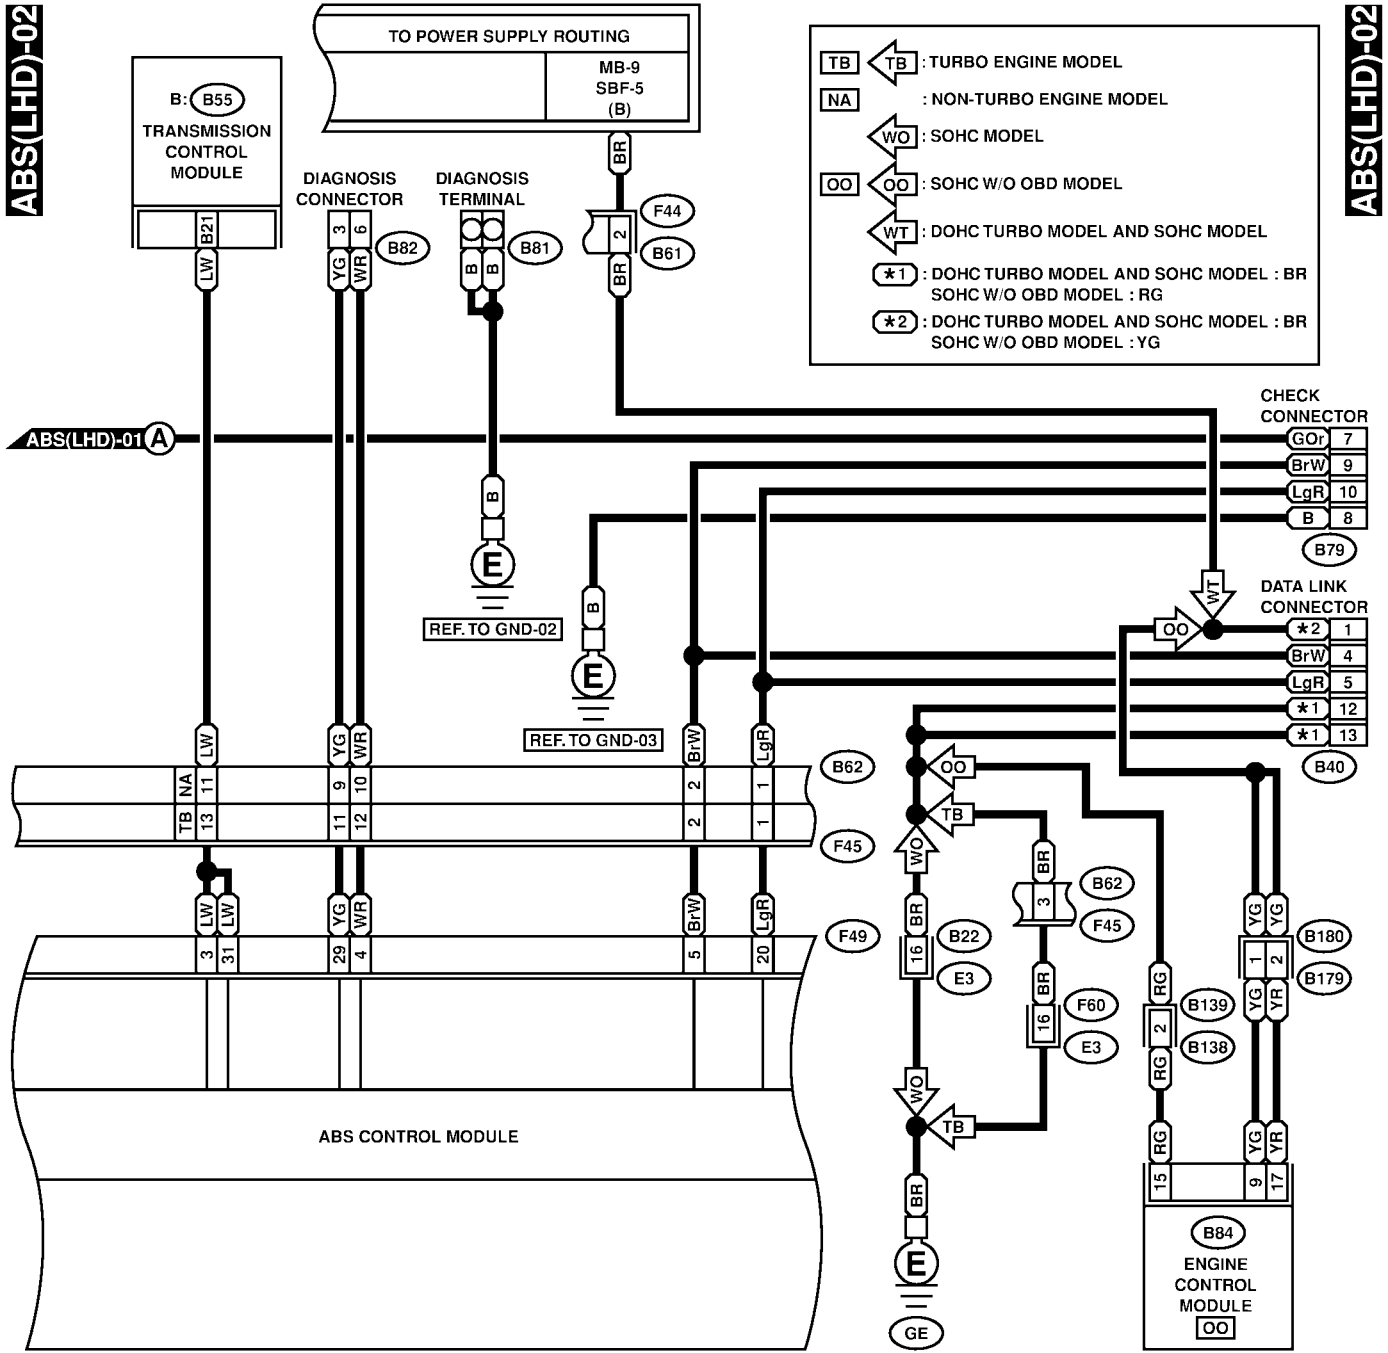 ABS(LHD)-02
ABS(LHD)-02
TO POWER SUPPLY ROUTING
MB-9
SBF-5
(B)
B: B55
TRANSMISSION
CONTROL
MODULE
B21
LW
DIAGNOSIS
CONNECTOR
3 6
B82
YG WR
DIAGNOSIS
TERMINAL
B81
B B
BR
F44
2
B61
BR
TB TB : TURBO ENGINE MODEL
NA : NON-TURBO ENGINE MODEL
WO : SOHC MODEL
OO OO : SOHC W/O OBD MODEL
WT : DOHC TURBO MODEL AND SOHC MODEL
*1 : DOHC TURBO MODEL AND SOHC MODEL : BR
SOHC W/O OBD MODEL : RG
*2 : DOHC TURBO MODEL AND SOHC MODEL : BR
SOHC W/O OBD MODEL : YG
ABS(LHD)-01 A
CHECK
CONNECTOR
GOr 7
BrW 9
LgR 10
B 8
B79
B
E
REF. TO GND-02
B
E
REF. TO GND-03
WT
OO
DATA LINK
CONNECTOR
*2 1
BrW 4
LgR 5
*1 12
*1 13
B40
LW YG WR BrW LgR
B62
NA 11 9 10 2 1
TB 13 11 12 2 1
F45
LW LW YG WR BrW LgR
F49
3 31 29 4 5 20
ABS CONTROL MODULE
OO
TB
WO
BR
B22
16
E3
WO
TB
BR
B62
3
F45
BR
F60
16
E3
BR
E
GE
RG
B139
2
B138
RG
RG
YG YG
B180
1 2
B179
YG YR
YG YR
15 9 17
B84
ENGINE
CONTROL
MODULE
OO